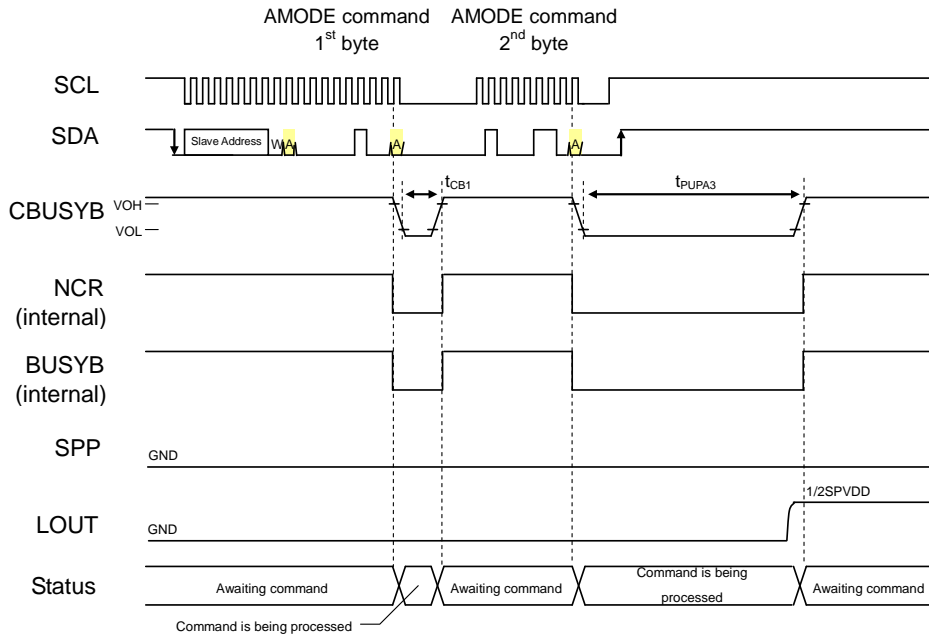 AMODE command
1st byte
AMODE command
2nd byte
SCL
SDA
Slave Address
W
A
A
A
CBUSYB
VOH
VOL
tCB1
tPUPA3
NCR
(internal)
BUSYB
(internal)
SPP
GND
LOUT
GND
1/2SPVDD
Status
Awaiting command
Awaiting command
Command is being
processed
Awaiting command
Command is being processed